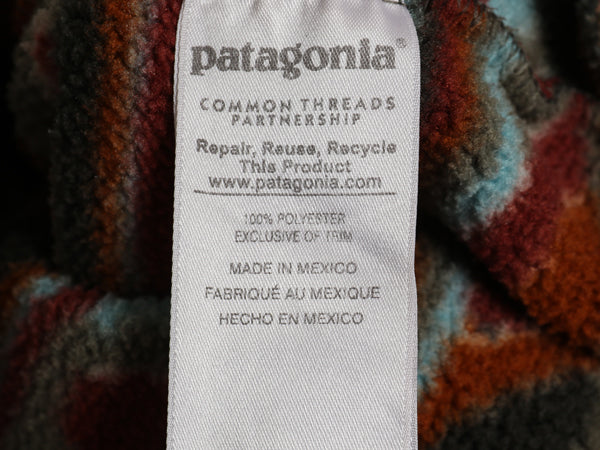 patagonia®
COMMON THREADS
PARTNERSHIP
Repair, Reuse, Recycle
This Product
www.patagonia.com
100% POLYESTER
EXCLUSIVE OF TRIM
MADE IN MEXICO
FABRIQUÉ AU MEXIQUE
HECHO EN MEXICO